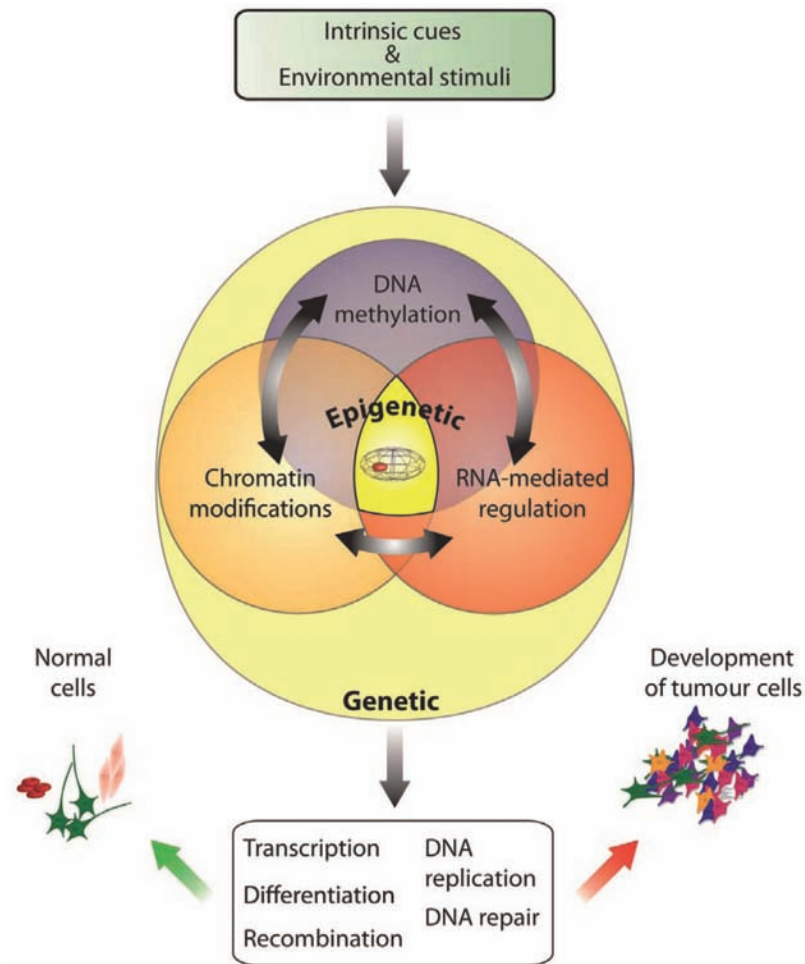 Intrinsic cues
&
Environmental stimuli
DNA
methylation
Epigenetic
Chromatin
modifications
RNA-mediated
regulation
Normal
cells
Development
of tumour cells
Genetic
Transcription
Differentiation
Recombination
DNA
replication
DNA repair